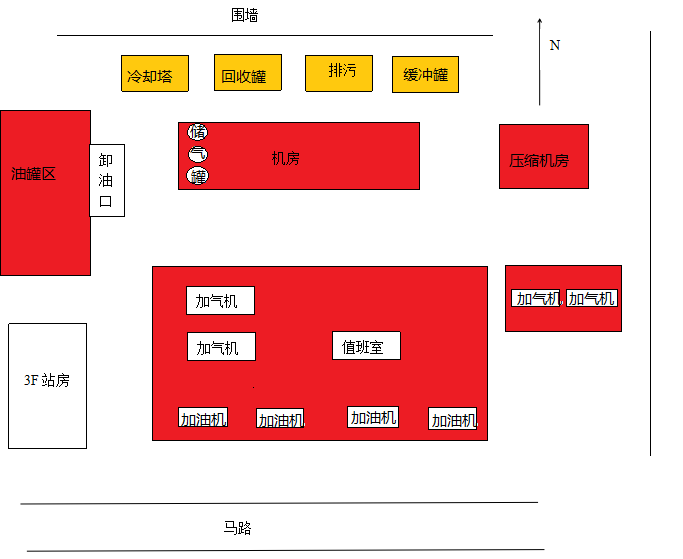 围墙
N
冷却塔
回收罐
排污
缓冲罐
储
气
罐
机房
压缩机房
油罐区
卸
油
口
加气机
加气机
加气机
加气机
值班室
3F 站房
加油机
加油机
加油机
加油机
马路